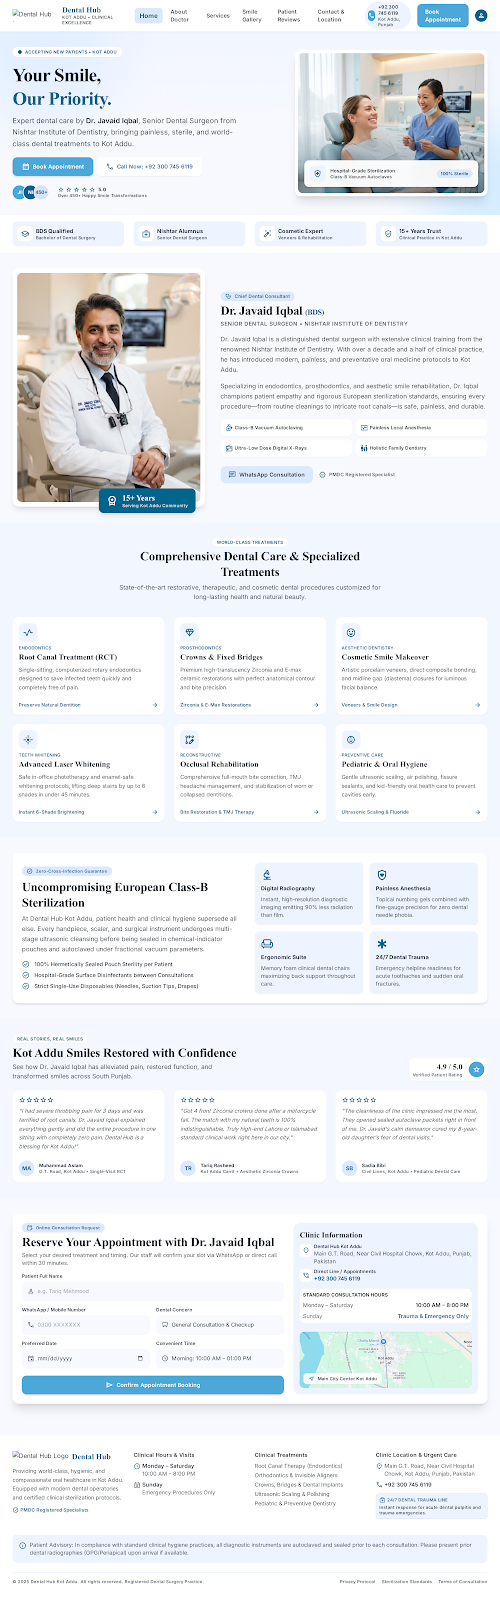 Dental Hub
Dental Hub
KOT ADDU • CLINICAL EXCELLENCE
Home
About Doctor
Services
Smile Gallery
Patient Reviews
Contact & Location
+92 300 745 6119
Kot Addu, Punjab
Book Appointment
ACCEPTING NEW PATIENTS • KOT ADDU
Your Smile,
Our Priority.
Expert dental care by Dr. Javaid Iqbal, Senior Dental Surgeon from
Nishtar Institute of Dentistry, bringing painless, sterile, and world-
class dental treatments to Kot Addu.
Book Appointment
Call Now: +92 300 745 6119
450+
5.0
Over 450+ Happy Smile Transformations
Hospital-Grade Sterilization
Class-B Vacuum Autoclaves
100% Sterile
BDS Qualified
Bachelor of Dental Surgery
Nishtar Alumnus
Senior Dental Surgeon
Cosmetic Expert
Veneers & Rehabilitation
15+ Years Trust
Clinical Practice in Kot Addu
15+ Years
Serving Kot Addu Community
Chief Dental Consultant
Dr. Javaid Iqbal (BDS)
SENIOR DENTAL SURGEON • NISHTAR INSTITUTE OF DENTISTRY
Dr. Javaid Iqbal is a distinguished dental surgeon with extensive clinical training from the
renowned Nishtar Institute of Dentistry. With over a decade and a half of clinical practice,
he has introduced modern, painless, and preventative oral medicine protocols to Kot
Addu.
Specializing in endodontics, prosthodontics, and aesthetic smile rehabilitation, Dr. Iqbal
champions patient empathy and rigorous European sterilization standards, ensuring every
procedure—from routine cleanings to intricate root canals—is safe, painless, and durable.
Class-B Vacuum Autoclaving
Painless Local Anesthesia
Ultra-Low Dose Digital X-Rays
Holistic Family Dentistry
WhatsApp Consultation
PMDC Registered Specialist
WORLD-CLASS TREATMENTS
Comprehensive Dental Care & Specialized
Treatments
State-of-the-art restorative, therapeutic, and cosmetic dental procedures customized for
long-lasting health and natural beauty.
ENDODONTICS
Root Canal Treatment (RCT)
Single-sitting, computerized rotary endodontics
designed to save infected teeth quickly and
completely free of pain.
Preserve Natural Dentition
PROSTHODONTICS
Crowns & Fixed Bridges
Premium high-translucency Zirconia and E-max
ceramic restorations with perfect anatomical contour
and bite precision.
Zirconia & E-Max Restorations
AESTHETIC DENTISTRY
Cosmetic Smile Makeover
Artistic porcelain veneers, direct composite bonding,
and midline gap (diastema) closures for luminous
facial balance.
Veneers & Smile Design
TEETH WHITENING
Advanced Laser Whitening
Safe in-office phototherapy and enamel-safe
whitening protocols, lifting deep stains by up to 6
shades in under 45 minutes.
Instant 6-Shade Brightening
RECONSTRUCTIVE
Occlusal Rehabilitation
Comprehensive full-mouth bite correction, TMJ
headache management, and stabilization of worn or
collapsed dentitions.
Bite Restoration & TMJ Therapy
PREVENTIVE CARE
Pediatric & Oral Hygiene
Gentle ultrasonic scaling, air polishing, fissure
sealants, and kid-friendly oral health care to prevent
cavities early.
Ultrasonic Scaling & Fluoride
Zero-Cross-Infection Guarantee
Uncompromising European Class-B
Sterilization
At Dental Hub Kot Addu, patient health and clinical hygiene supersede all
else. Every handpiece, scaler, and surgical instrument undergoes multi-
stage ultrasonic cleansing before being sealed in chemical-indicator
pouches and autoclaved under fractional vacuum parameters.
100% Hermetically Sealed Pouch Sterility per Patient
Hospital-Grade Surface Disinfectants between Consultations
Strict Single-Use Disposables (Needles, Suction Tips, Drapes)
Digital Radiography
Instant, high-resolution diagnostic
imaging emitting 90% less radiation
than film.
Painless Anesthesia
Topical numbing gels combined with
fine-gauge precision for zero dental
needle phobia.
Ergonomic Suite
Memory foam clinical dental chairs
maximizing back support throughout
care.
24/7 Dental Trauma
Emergency helpline readiness for
acute toothaches and sudden oral
fractures.
REAL STORIES, REAL SMILES
Kot Addu Smiles Restored with Confidence
See how Dr. Javaid Iqbal has alleviated pain, restored function, and
transformed smiles across South Punjab.
4.9 / 5.0
Verified Patient Rating
"I had severe throbbing pain for 3 days and was
terrified of root canals. Dr. Javaid Iqbal explained
everything gently and did the entire procedure in one
sitting with completely zero pain. Dental Hub is a
blessing for Kot Addu!"
MA
Muhammad Aslam
G.T. Road, Kot Addu • Single-Visit RCT
"Got 4 front Zirconia crowns done after a motorcycle
fall. The match with my natural teeth is 100%
indistinguishable. Truly high-end Lahore or Islamabad
standard clinical work right here in our city."
TR
Tariq Rasheed
Kot Addu Cantt • Aesthetic Zirconia Crowns
"The cleanliness of the clinic impressed me the most.
They opened sealed autoclave packets right in front
of me. Dr. Javaid's calm demeanor cured my 8-year
old daughter's fear of dental visits."
SB
Sadia Bibi
Civil Lines, Kot Addu • Pediatric Dental Care
Online Consultation Request
Reserve Your Appointment with Dr. Javaid Iqbal
Select your desired treatment and timing. Our staff will confirm your slot via WhatsApp or direct call
within 30 minutes.
Patient Full Name
e.g. Tariq Mehmood
WhatsApp / Mobile Number
Dental Concern
0300 XXXXXXX
General Consultation & Checkup
Preferred Date
Convenient Time
mm/dd/yyyy
Morning: 10:00 AM – 01:00 PM
Confirm Appointment Booking
Clinic Information
Dental Hub Kot Addu
Main G.T. Road, Near Civil Hospital Chowk, Kot Addu, Punjab,
Pakistan
Direct Line / Appointments
+92 300 745 6119
STANDARD CONSULTATION HOURS
Monday – Saturday
10:00 AM – 8:00 PM
Sunday
Trauma & Emergency Only
Main City Center Kot Addu
Dental Hub Logo
Dental Hub
Providing world-class, hygienic, and
compassionate oral healthcare in Kot Addu.
Equipped with modern dental operatories
and certified clinical sterilization protocols.
PMDC Registered Specialists
Clinical Hours & Visits
Monday – Saturday
10:00 AM – 8:00 PM
Sunday
Emergency Procedures Only
Clinical Treatments
Root Canal Therapy (Endodontics)
Orthodontics & Invisible Aligners
Crowns, Bridges & Dental Implants
Ultrasonic Scaling & Polishing
Pediatric & Preventive Dentistry
Clinic Location & Urgent Care
Main G.T. Road, Near Civil Hospital
Chowk, Kot Addu, Punjab, Pakistan
+92 300 745 6119
24/7 DENTAL TRAUMA LINE
Instant response for acute dental pulpitis and
trauma emergencies.
Patient Advisory: In compliance with standard clinical hygiene practices, all diagnostic instruments are autoclaved and sealed prior to each consultation. Please present prior
dental radiographies (OPG/Periapical) upon arrival if available.
© 2025 Dental Hub Kot Addu. All rights reserved. Registered Dental Surgery Practice.
Privacy Protocol
Sterilization Standards
Terms of Consultation